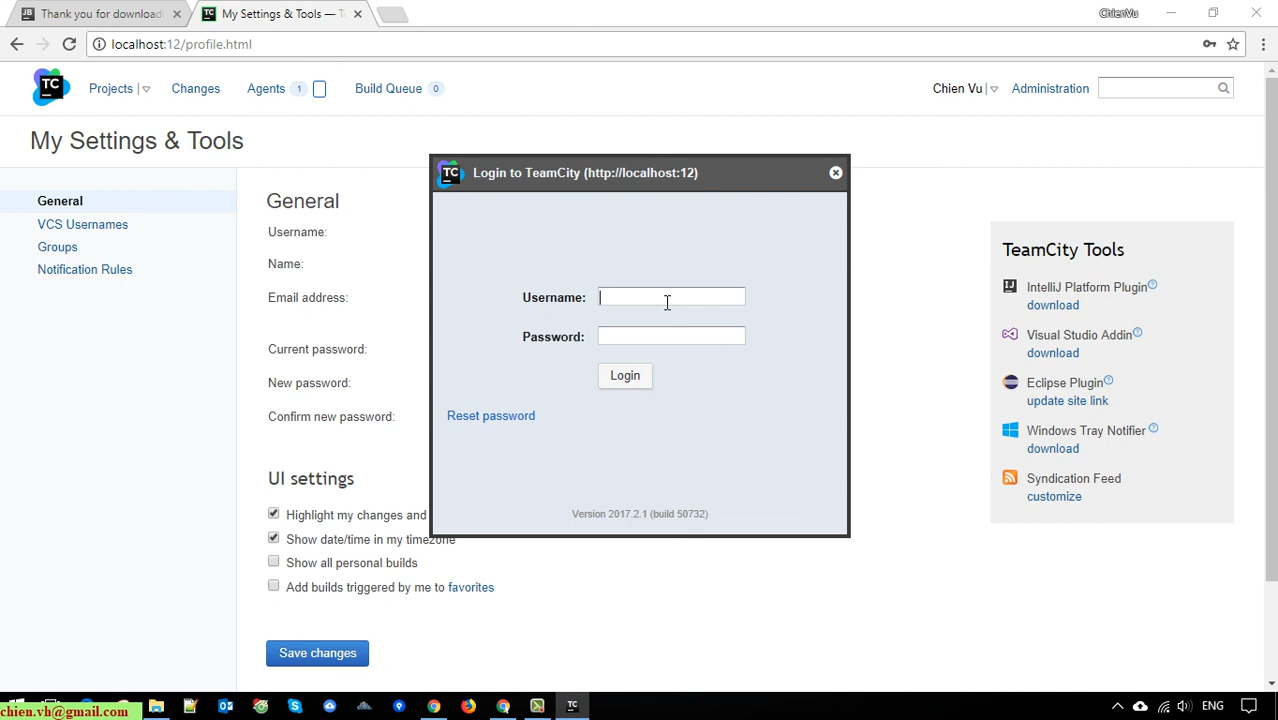 Thank you for downloadi
My Settings & Tools — T
ChienVu
localhost:12/profile.html
Projects
Changes
Agents 1
Build Queue 0
Chien Vu
Administration
My Settings & Tools
General
VCS Usernames
Groups
Notification Rules
General
Username:
Name:
Email address:
Current password:
New password:
Confirm new password:
UI settings
Highlight my changes and
Show date/time in my timezone
Show all personal builds
Add builds triggered by me to favorites
Save changes
TC Login to TeamCity (http://localhost:12)
Username:
Password:
Login
Reset password
Version 2017.2.1 (build 50732)
TeamCity Tools
IntelliJ Platform Plugin
download
Visual Studio Addin
download
Eclipse Plugin
update site link
Windows Tray Notifier
download
Syndication Feed
customize
chien.vh@gmail.com
ENG